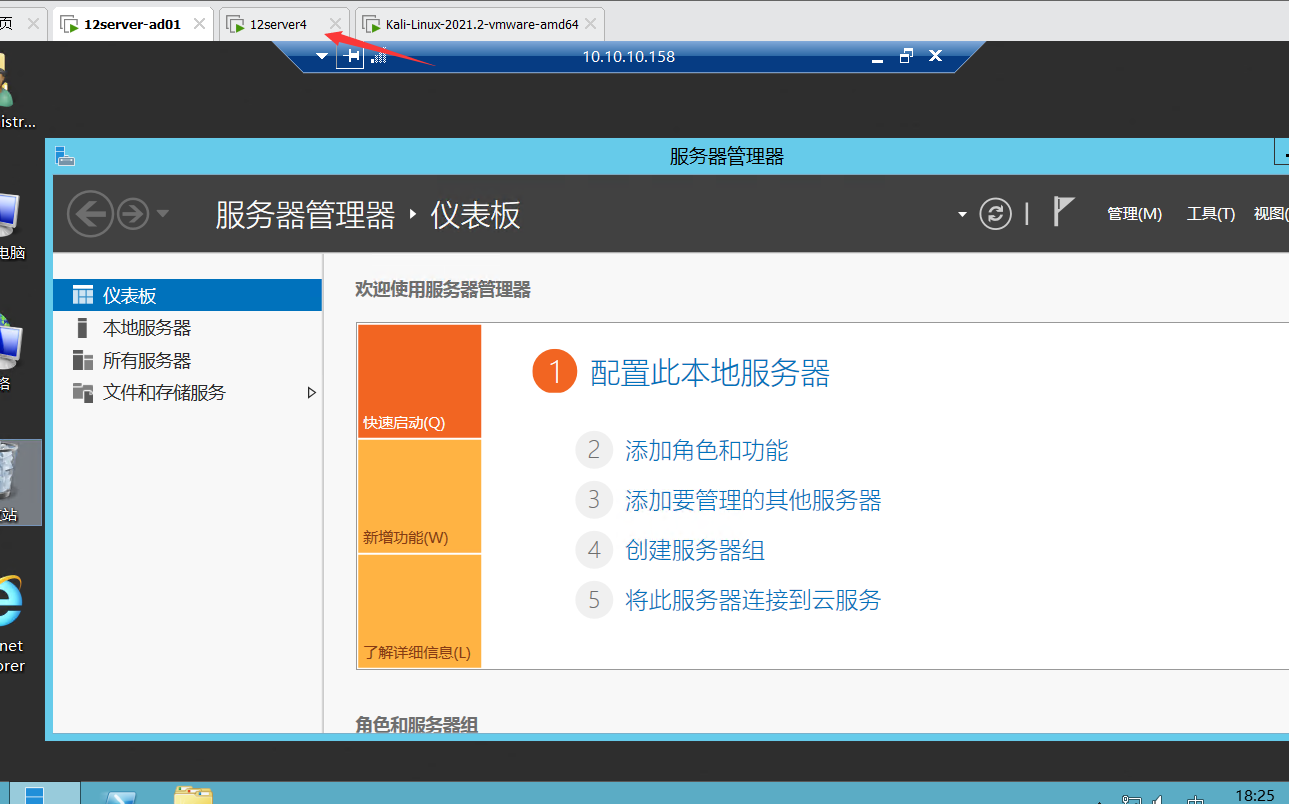 页
12server-ad01
12server4
Kali-Linux-2021.2-vmware-amd64
10.10.10.158
istr...
服务器管理器
服务器管理器
仪表板
管理(M)
工具(T)
视图(
电脑
仪表板
本地服务器
所有服务器
文件和存储服务
欢迎使用服务器管理器
1
配置此本地服务器
快速启动(Q)
2
添加角色和功能
3
添加要管理的其他服务器
新增功能(W)
4
创建服务器组
5
将此服务器连接到云服务
了解详细信息(L)
络
站
net
orer
角色和服务器组
中
18:25